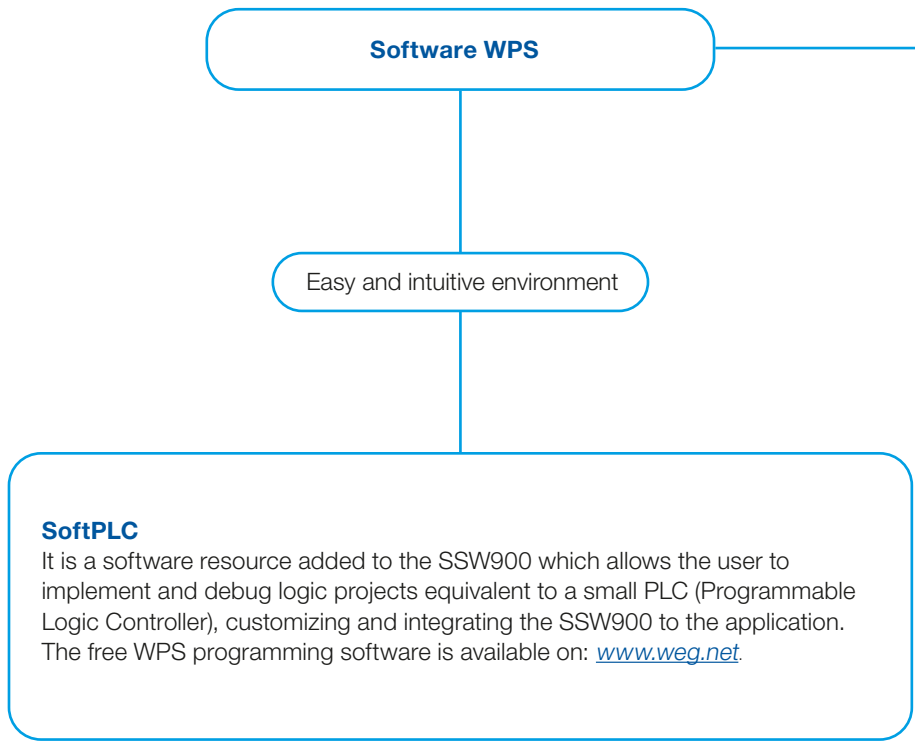 Software WPS
Easy and intuitive environment
SoftPLC
It is a software resource added to the SSW900 which allows the user to
implement and debug logic projects equivalent to a small PLC (Programmable
Logic Controller), customizing and integrating the SSW900 to the application.
The free WPS programming software is available on: www.weg.net.